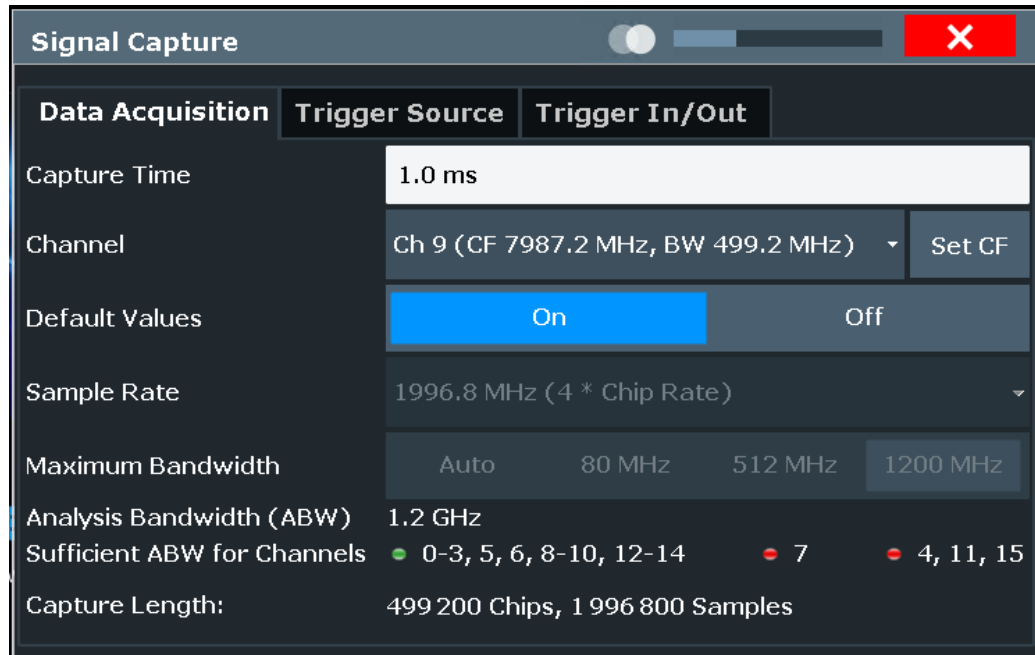 Signal Capture
Data Acquisition Trigger Source Trigger In/Out
Capture Time 1.0 ms
Channel Ch 9 (CF 7987.2 MHz, BW 499.2 MHz) Set CF
Default Values On Off
Sample Rate 1996.8 MHz (4 * Chip Rate)
Maximum Bandwidth Auto 80 MHz 512 MHz 1200 MHz
Analysis Bandwidth (ABW) 1.2 GHz
Sufficient ABW for Channels 0-3, 5, 6, 8-10, 12-14 7 4, 11, 15
Capture Length: 499 200 Chips, 1 996 800 Samples